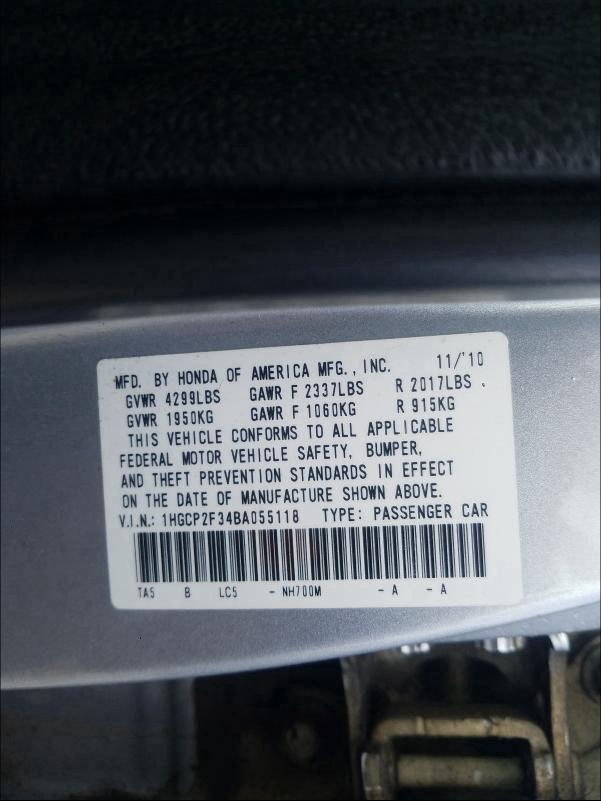 MFD. BY HONDA OF AMERICA MFG., INC. 11/'10
GVWR 4299LBS GAWR F 2337LBS R 2017LBS
GVWR 1950KG GAWR F 1060KG R 915KG
THIS VEHICLE CONFORMS TO ALL APPLICABLE
FEDERAL MOTOR VEHICLE SAFETY, BUMPER,
AND THEFT PREVENTION STANDARDS IN EFFECT
ON THE DATE OF MANUFACTURE SHOWN ABOVE.
V.I.N.: 1HGCP2F34BA055118 TYPE: PASSENGER CAR
TA5 B LC5 - NH700M - A - A